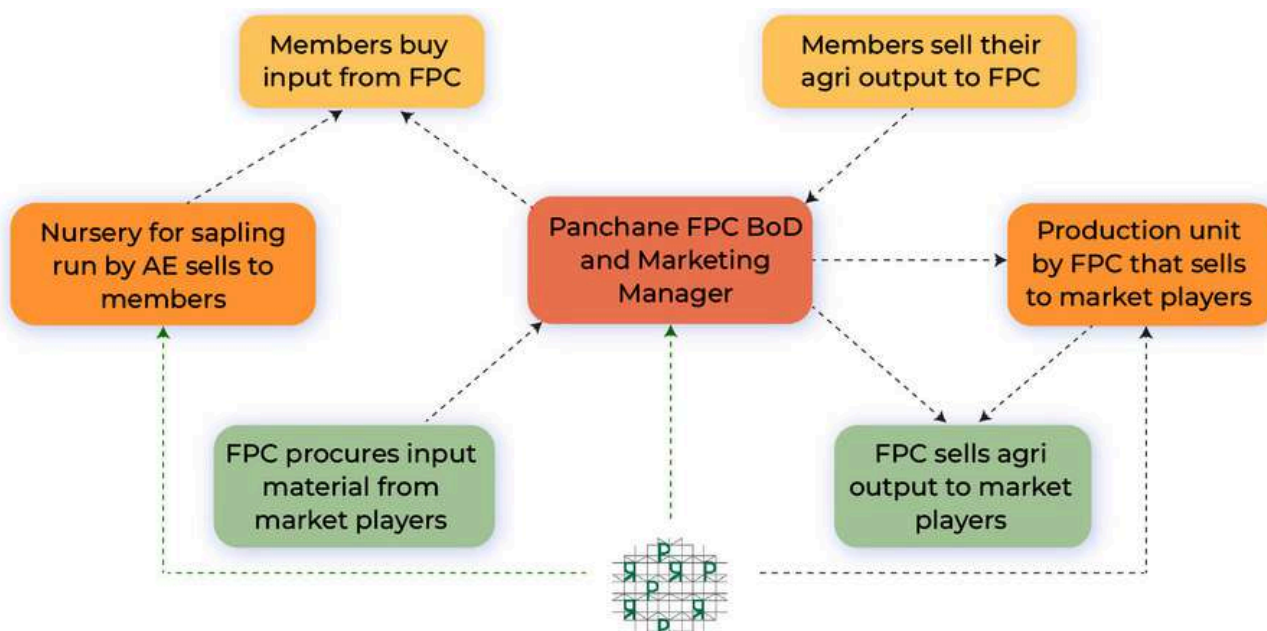 Members buy
input from FPC
Members sell their
agri output to FPC
Nursery for sapling
run by AE sells to
members
Panchane FPC BoD
and Marketing
Manager
Production unit
by FPC that sells
to market players
FPC procures input
material from
market players
FPC sells agri
output to market
players